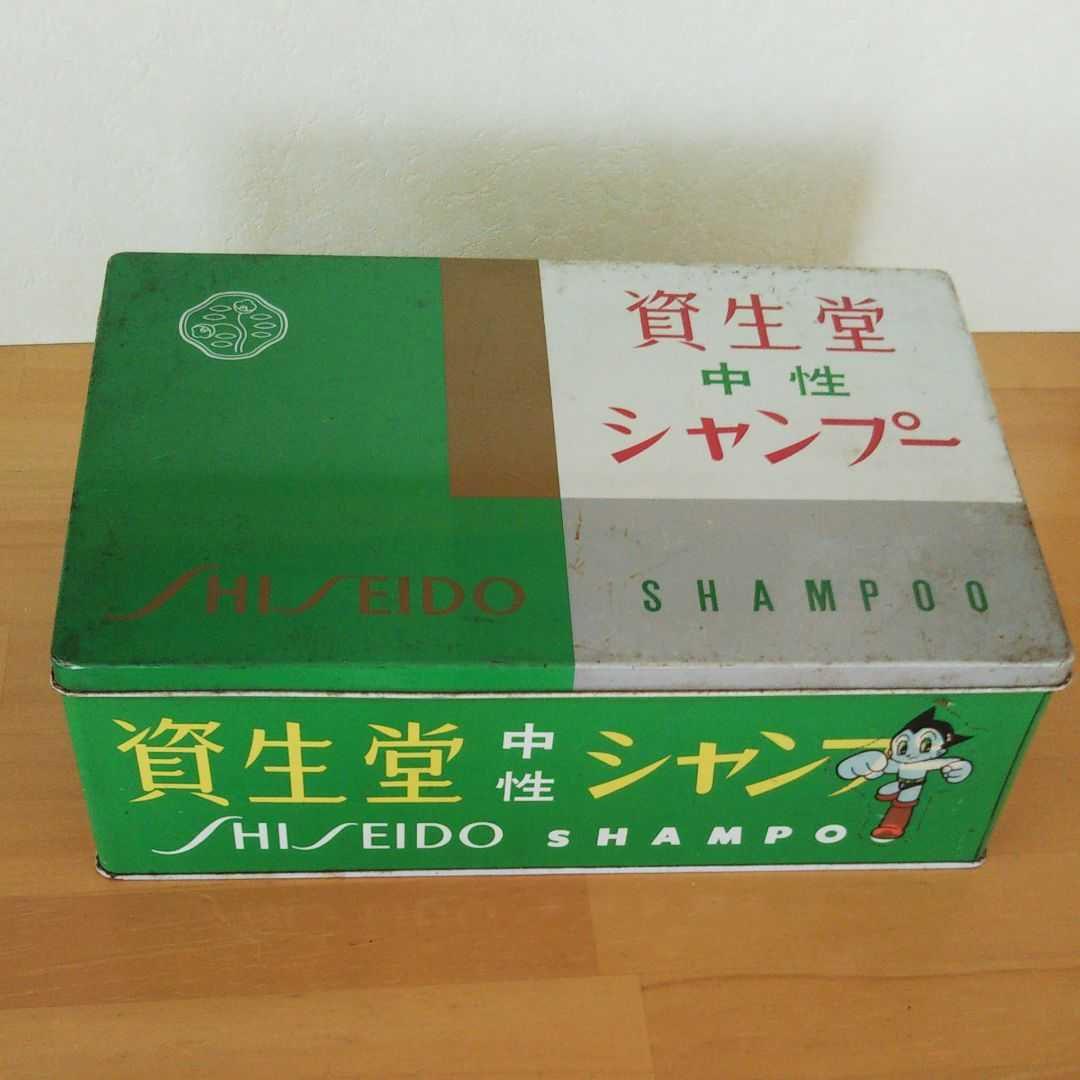 資生堂
中性
シャンプー
SHISEIDO
SHAMPOO
資生堂 中性 シャンプ
SHISEIDO SHAMPO